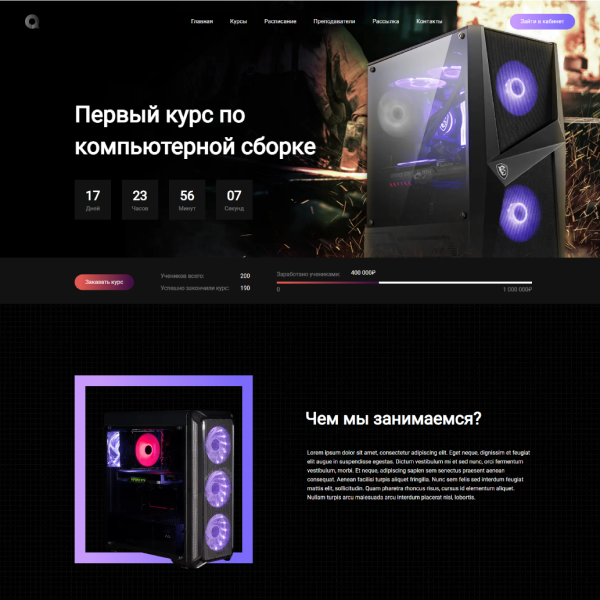 Главная Курсы Расписание Преподаватели Рассылка Контакты Зайти в кабинет
Первый курс по
компьютерной сборке
17 23 56 07
Дней Часов Минут Секунд
Заказать курс
Учеников всего: 200
Успешно закончили курс: 190
Заработано учениками: 400 000₽
0 1 000 000₽
Чем мы занимаемся?
Lorem ipsum dolor sit amet, consectetur adipiscing elit. Eget neque, dignissim et feugiat
elit augue in suspendisse egestas. Dictum vestibulum mi et sed nunc, orci fermentum
vestibulum, morbi. Et neque, adipiscing sapien sem senectus praesent aenean
consequat. Aenean facilisi turpis aliquet fringilla. Nunc sem felis sed interdum feugiat
mattis elit, sollicitudin. Quam pharetra rhoncus risus, cursus id elementum aliquet.
Nullam turpis arcu malesuada arcu interdum placerat nisl, lobortis.